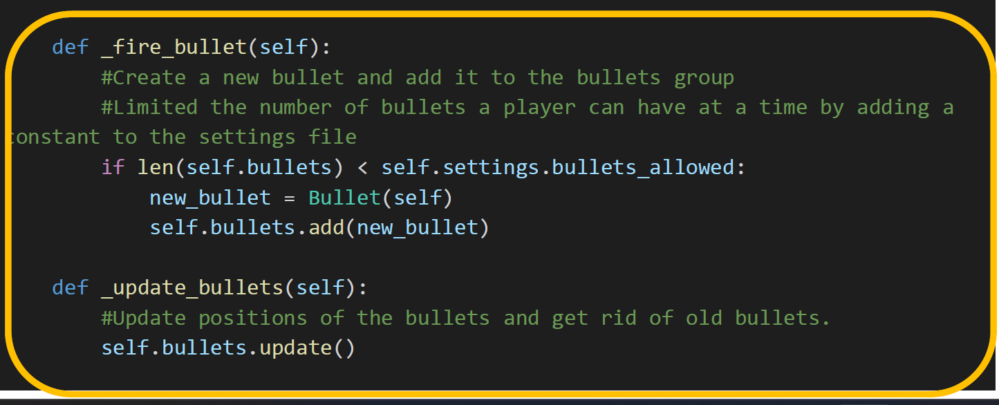 def _fire_bullet(self):
#Create a new bullet and add it to the bullets group
#Limited the number of bullets a player can have at a time by adding a
constant to the settings file
if len(self.bullets) < self.settings.bullets_allowed:
new_bullet = Bullet(self)
self.bullets.add(new_bullet)
def _update_bullets(self):
#Update positions of the bullets and get rid of old bullets.
self.bullets.update()